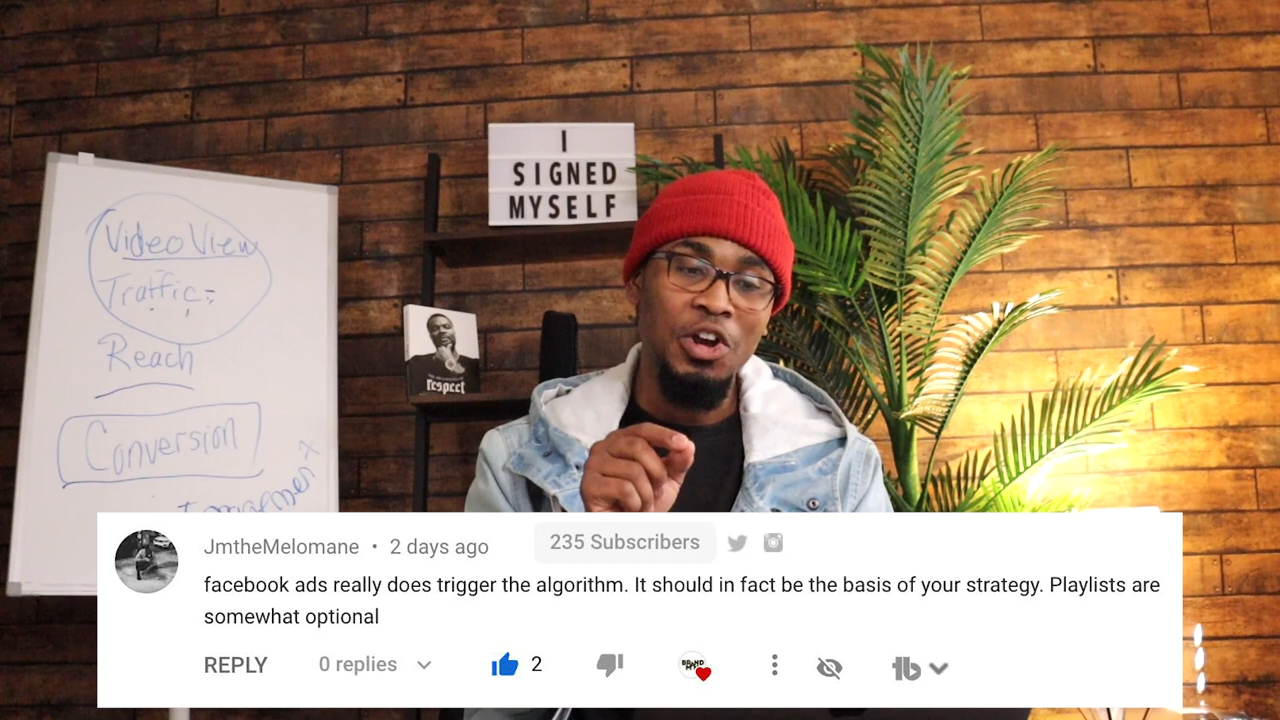 I
SIGNED
MYSELF
Video View
Traffic
Reach
Conversion
respect
JmtheMelomane • 2 days ago
235 Subscribers
facebook ads really does trigger the algorithm. It should in fact be the basis of your strategy. Playlists are
somewhat optional
REPLY
0 replies
2